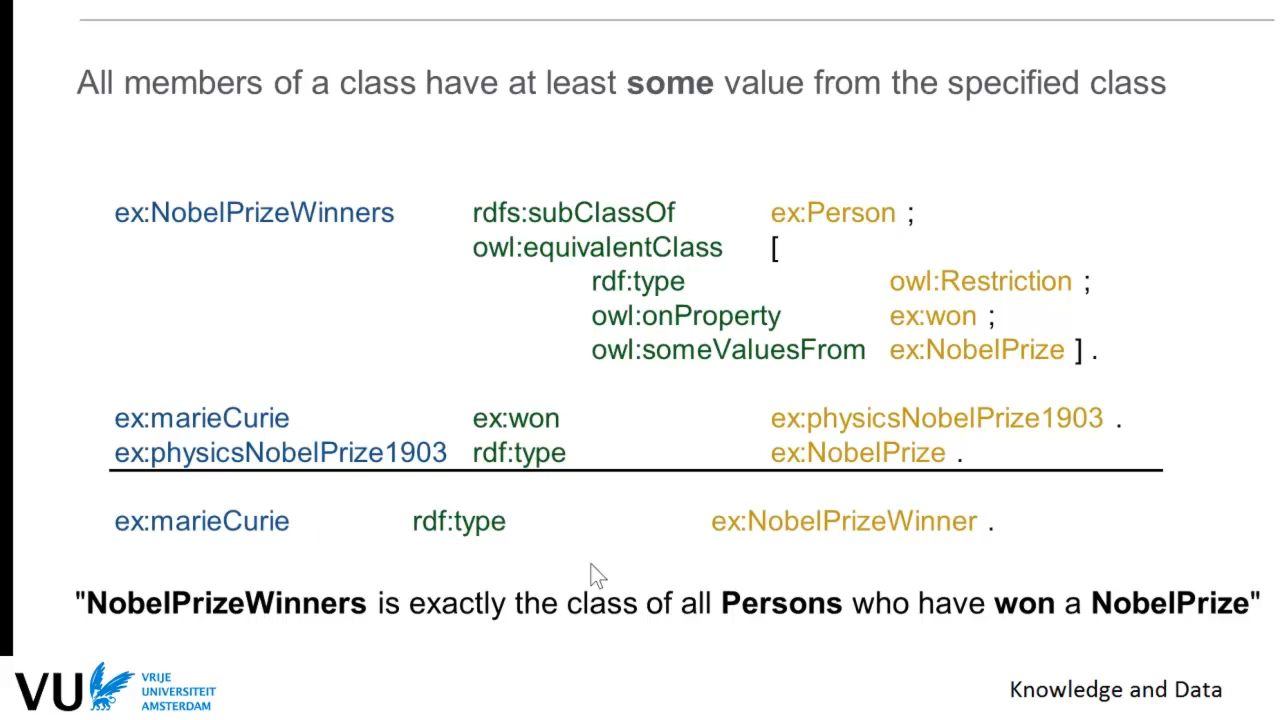 All members of a class have at least some value from the specified class
ex:NobelPrizeWinners rdfs:subClassOf ex:Person ;
owl:equivalentClass [
rdf:type owl:Restriction ;
owl:onProperty ex:won ;
owl:someValuesFrom ex:NobelPrize ] .
ex:marieCurie ex:won ex:physicsNobelPrize1903 .
ex:physicsNobelPrize1903 rdf:type ex:NobelPrize .
ex:marieCurie rdf:type ex:NobelPrizeWinner .
"NobelPrizeWinners is exactly the class of all Persons who have won a NobelPrize"
VU
VRIJE
UNIVERSITEIT
AMSTERDAM
Knowledge and Data